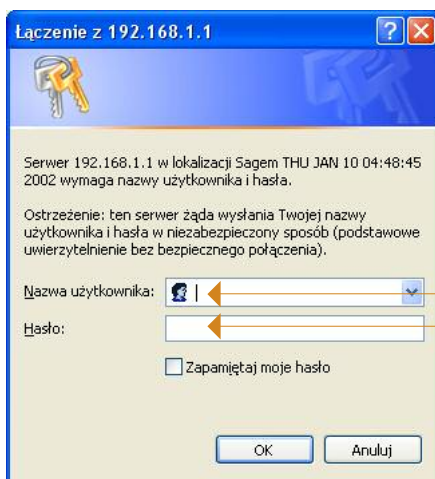 Łączenie z 192.168.1.1
Serwer 192.168.1.1 w lokalizacji Sagem THU JAN 10 04:48:45
2002 wymaga nazwy użytkownika i hasła.
Ostrzeżenie: ten serwer żąda wysłania Twojej nazwy
użytkownika i hasła w niezabezpieczony sposób (podstawowe
uwierzytelnienie bez bezpiecznego połączenia).
Nazwa użytkownika:
Hasło:
Zapamiętaj moje hasło
OK Anuluj